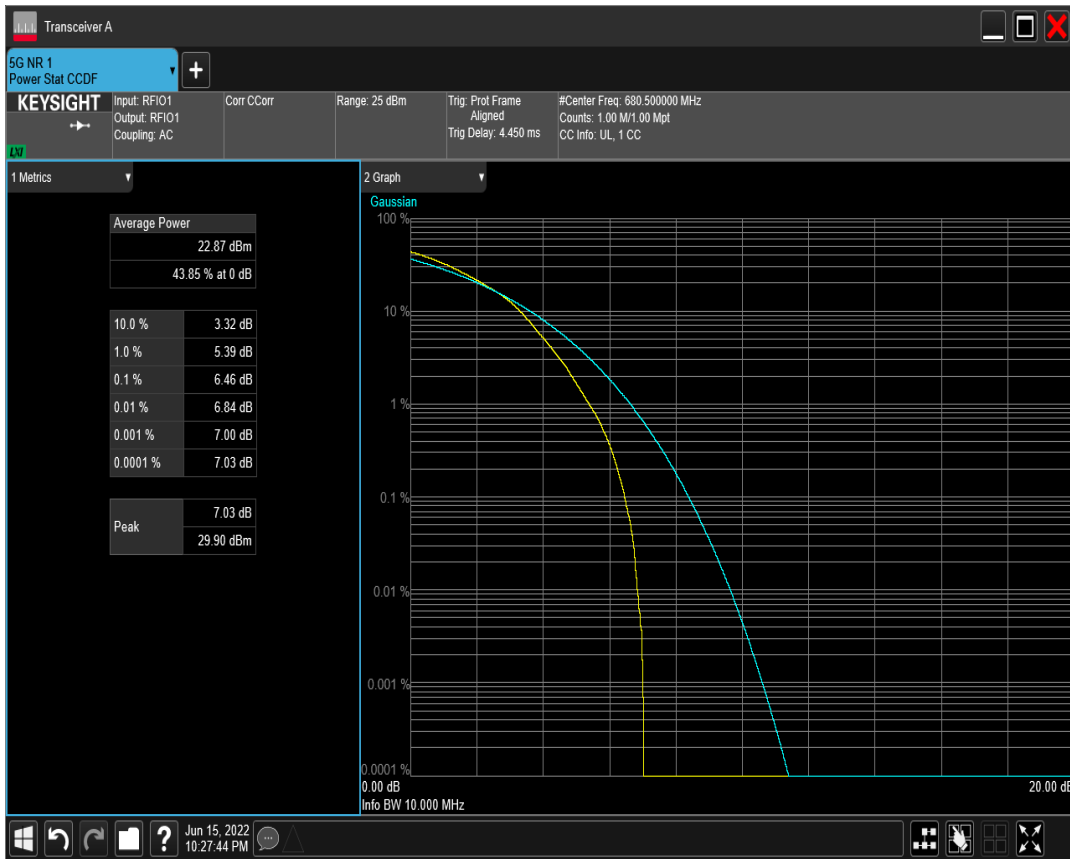 Transceiver A
5G NR 1
Power Stat CCDF
KEYSIGHT
LXI
Input: RFIO1
Output: RFIO1
Coupling: AC
Corr CCorr
Range: 25 dBm
Trig: Prot Frame
Aligned
Trig Delay: 4.450 ms
#Center Freq: 680.500000 MHz
Counts: 1.00 M/1.00 Mpt
CC Info: UL, 1 CC
1 Metrics
Average Power
22.87 dBm
43.85 % at 0 dB
10.0 % 3.32 dB
1.0 % 5.39 dB
0.1 % 6.46 dB
0.01 % 6.84 dB
0.001 % 7.00 dB
0.0001 % 7.03 dB
Peak 7.03 dB
29.90 dBm
2 Graph
Gaussian
100 %
10 %
1 %
0.1 %
0.01 %
0.001 %
0.0001 %
0.00 dB 20.00 dB
Info BW 10.000 MHz
Jun 15, 2022
10:27:44 PM